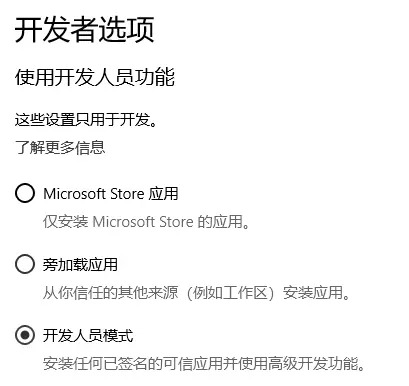 开发者选项
使用开发人员功能
这些设置只用于开发。
了解更多信息
Microsoft Store 应用
仅安装 Microsoft Store 的应用。
旁加载应用
从你信任的其他来源（例如工作区）安装应用。
开发人员模式
安装任何已签名的可信应用并使用高级开发功能。